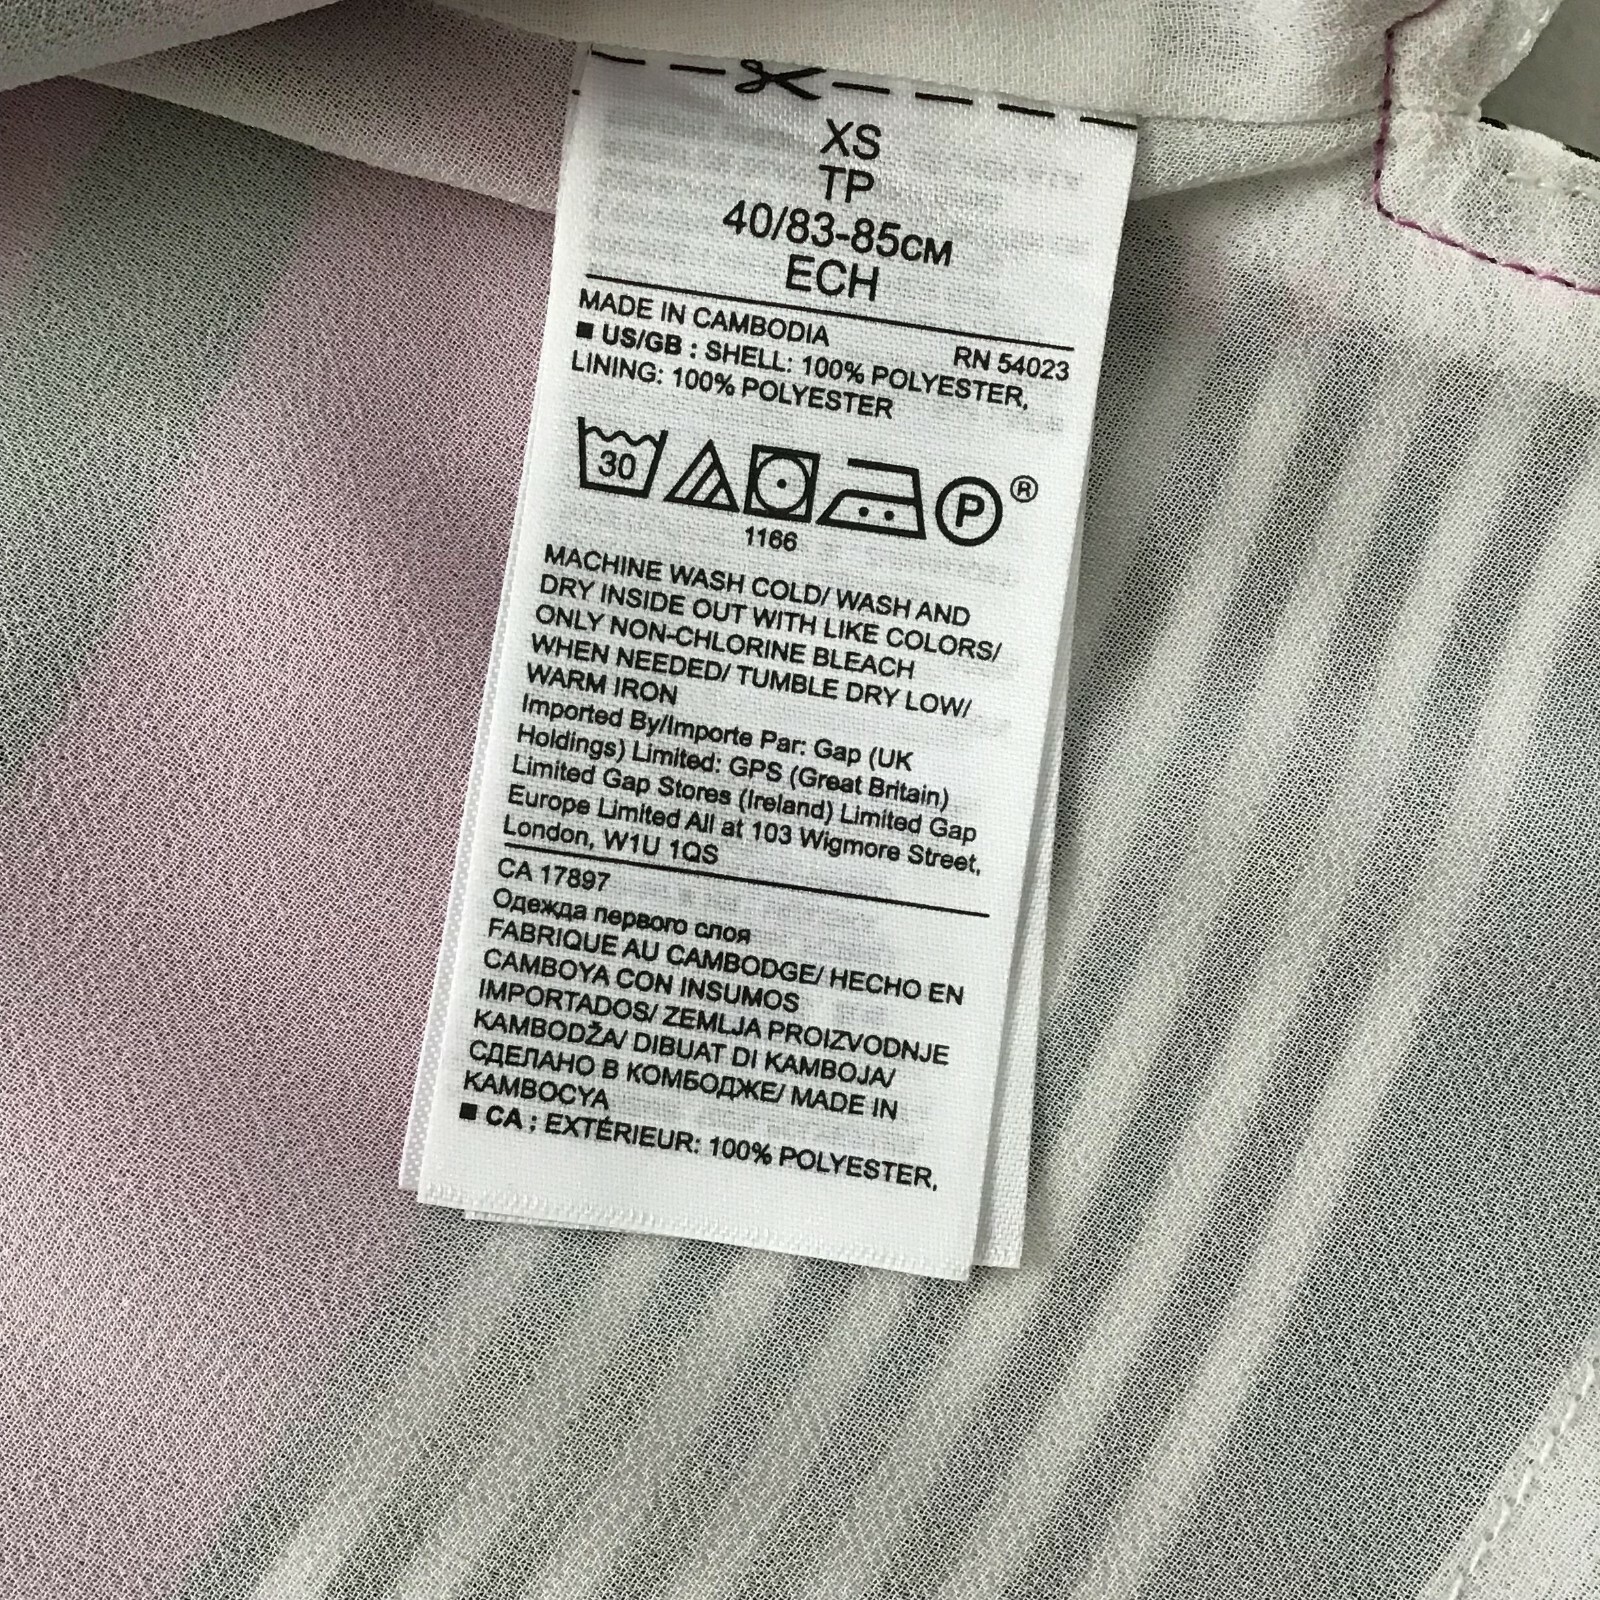 XS
TP
40/83-85СМ
ECH
MADE IN CAMBODIA
RN 54023
■ US/GB : SHELL: 100% POLYESTER,
LINING: 100% POLYESTER
30
P
®
1166
MACHINE WASH COLD/ WASH AND
DRY INSIDE OUT WITH LIKE COLORS/
ONLY NON-CHLORINE BLEACH
WHEN NEEDED/ TUMBLE DRY LOW/
WARM IRON
Imported By/Importe Par: Gap (UK
Holdings) Limited: GPS (Great Britain)
Limited Gap Stores (Ireland) Limited Gap
Europe Limited All at 103 Wigmore Street,
London, W1U 1QS
CA 17897
Одежда первого слоя
FABRIQUE AU CAMBODGE/ HECHO EN
CAMBOYA CON INSUMOS
IMPORTADOS/ ZEMLJA PROIZVODNJE
KAMBODŽA/ DIBUAT DI KAMBOJA/
СДЕЛАНО В КОМБОДЖЕ/ MADE IN
KAMBOCYA
■ CA : EXTÉRIEUR: 100% POLYESTER,